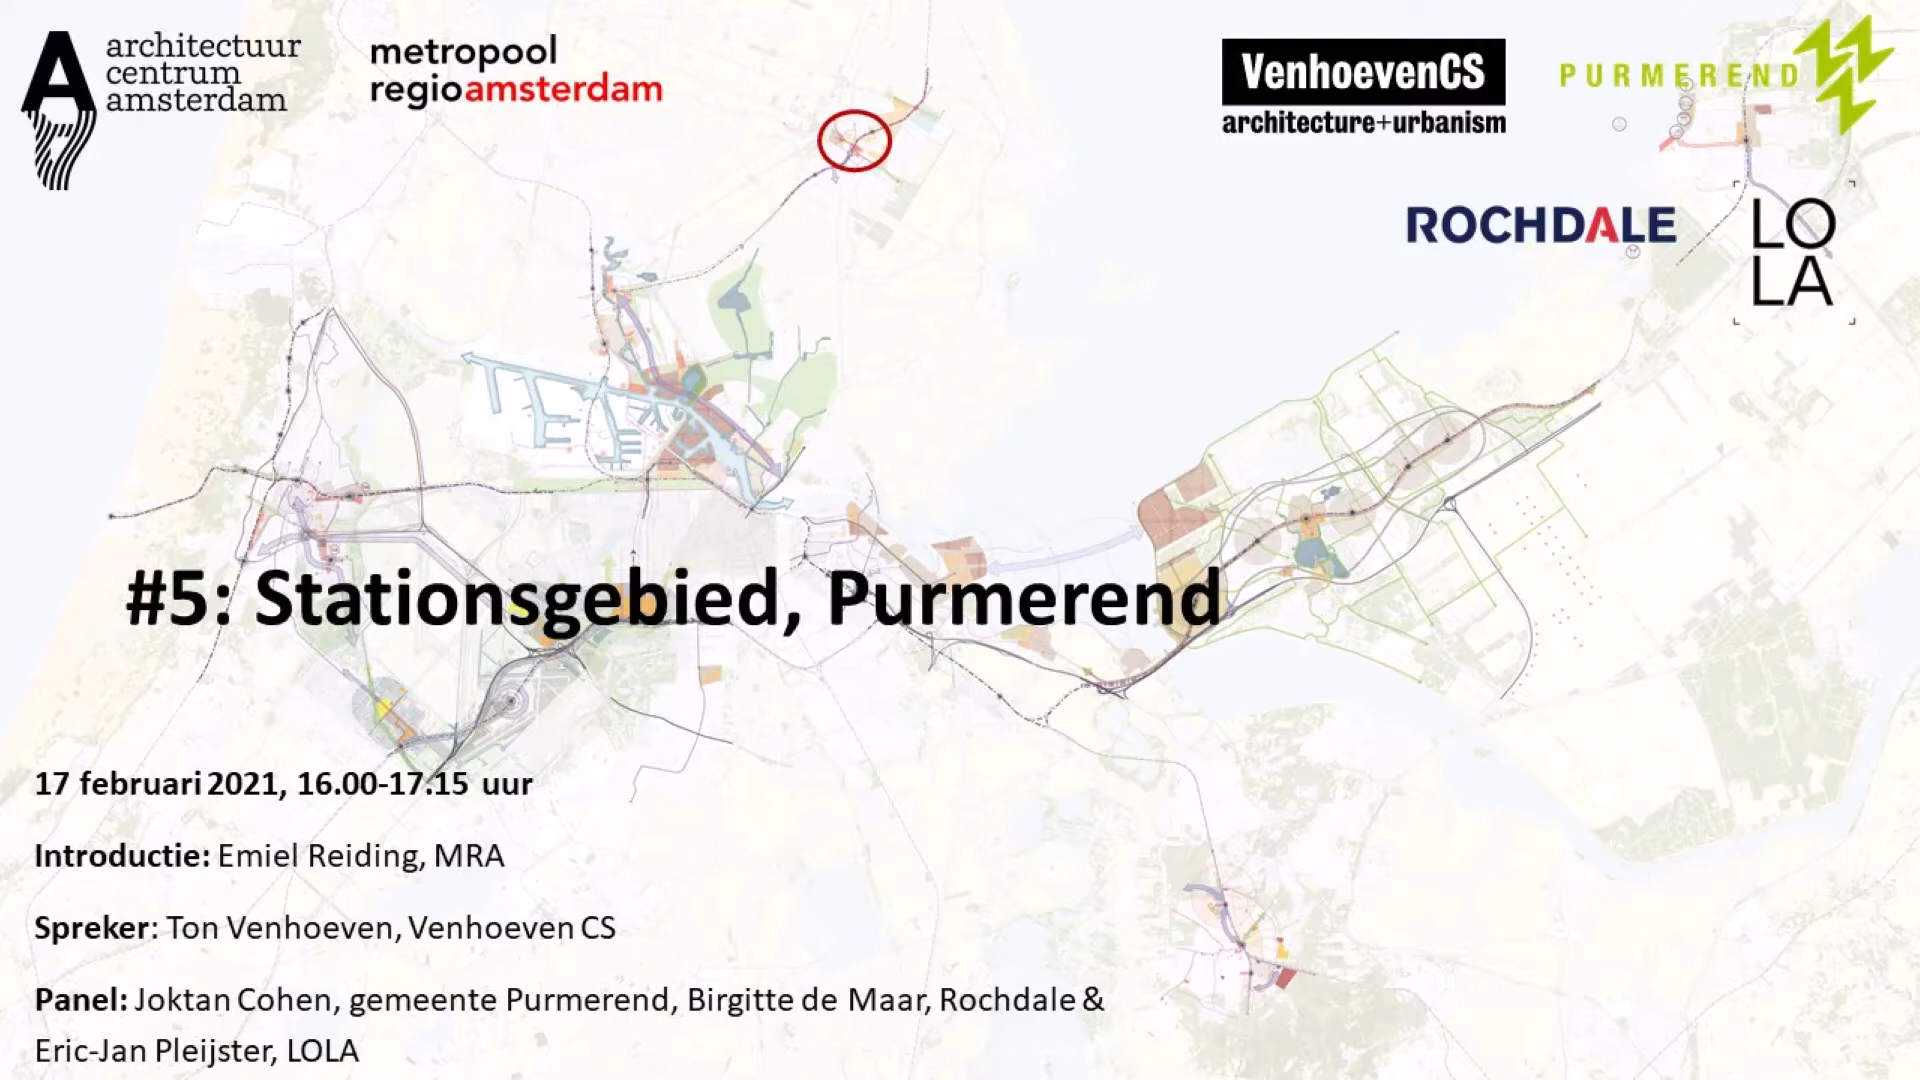 architectuur
centrum
amsterdam
metropool
regioamsterdam
VenhoevenCS
architecture+urbanism
PURMEREND
ROCHDALE
LO
LA
#5: Stationsgebied, Purmerend
17 februari 2021, 16.00-17.15 uur
Introductie: Emiel Reiding, MRA
Spreker: Ton Venhoeven, Venhoeven CS
Panel: Joktan Cohen, gemeente Purmerend, Birgitte de Maar, Rochdale &
Eric-Jan Pleijster, LOLA